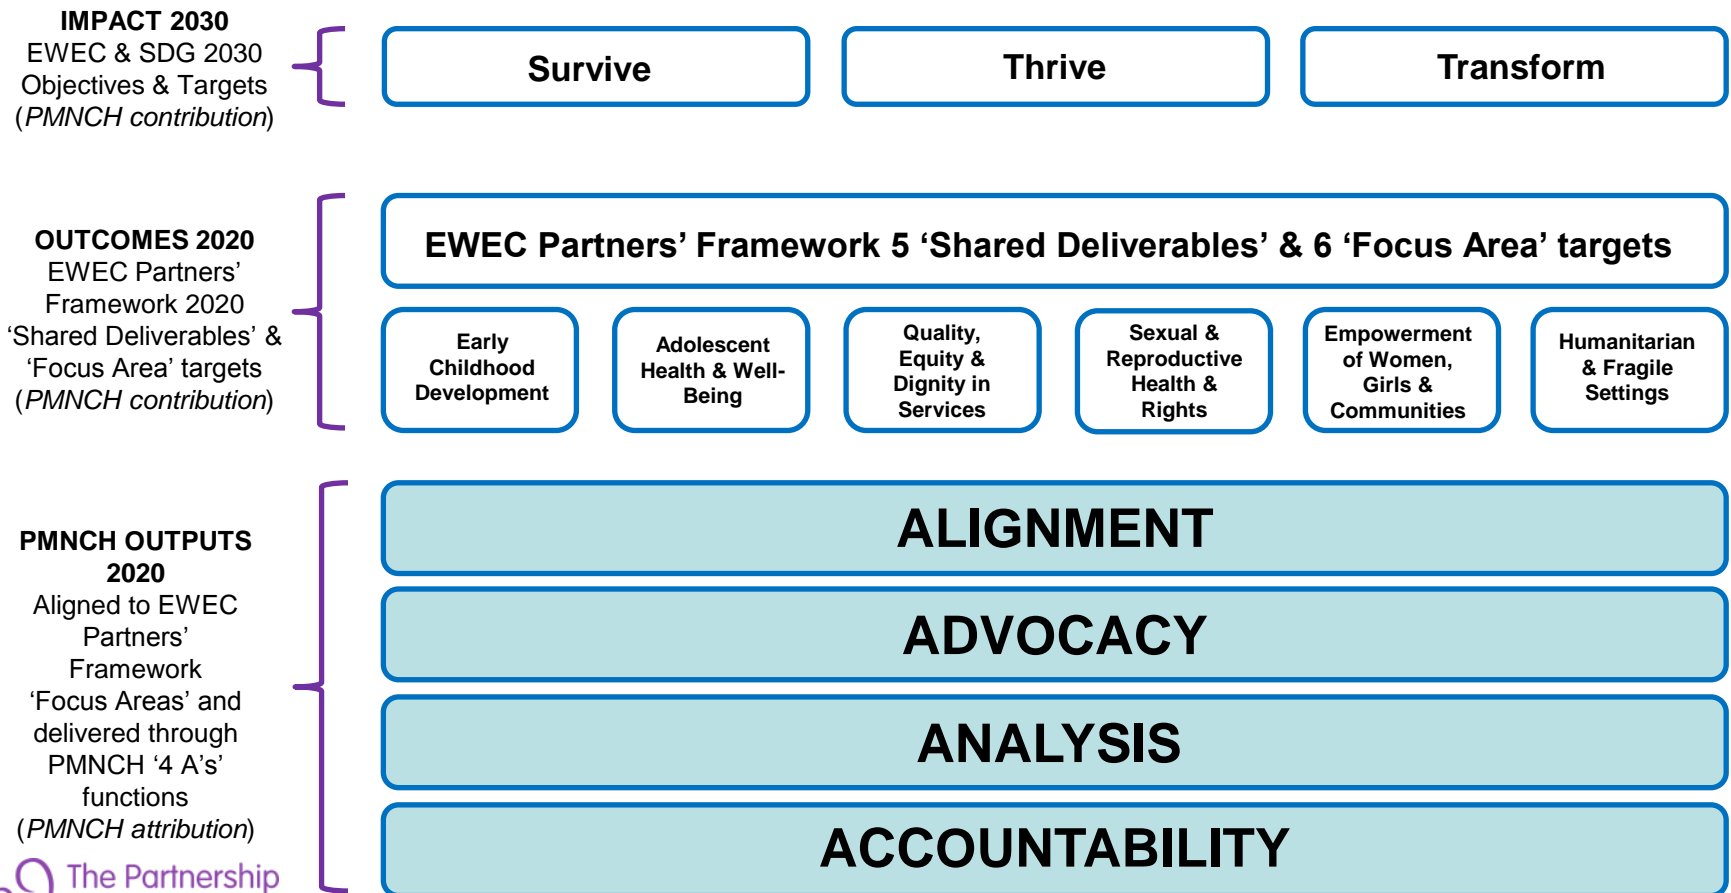 IMPACT 2030
EWEC & SDG 2030
Objectives & Targets
(PMNCH contribution)
Survive
Thrive
Transform
OUTCOMES 2020
EWEC Partners’
Framework 2020
‘Shared Deliverables’ &
‘Focus Area’ targets
(PMNCH contribution)
EWEC Partners’ Framework 5 ‘Shared Deliverables’ & 6 ‘Focus Area’ targets
Early
Childhood
Development
Adolescent
Health & Well-
Being
Quality,
Equity &
Dignity in
Services
Sexual &
Reproductive
Health &
Rights
Empowerment
of Women,
Girls &
Communities
Humanitarian
& Fragile
Settings
PMNCH OUTPUTS
2020
Aligned to EWEC
Partners’
Framework
‘Focus Areas’ and
delivered through
PMNCH ‘4 A’s’
functions
(PMNCH attribution)
ALIGNMENT
ADVOCACY
ANALYSIS
ACCOUNTABILITY
The Partnership